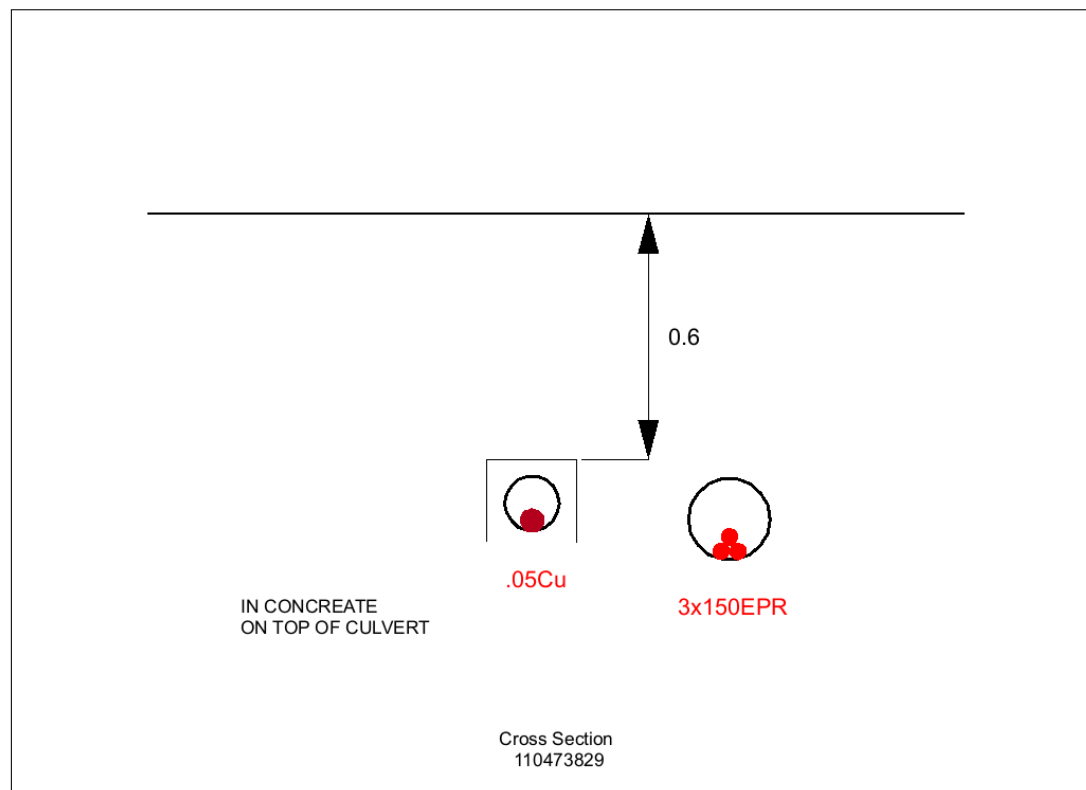 0.6
.05Cu
3x150EPR
IN CONCREATE
ON TOP OF CULVERT
Cross Section
110473829